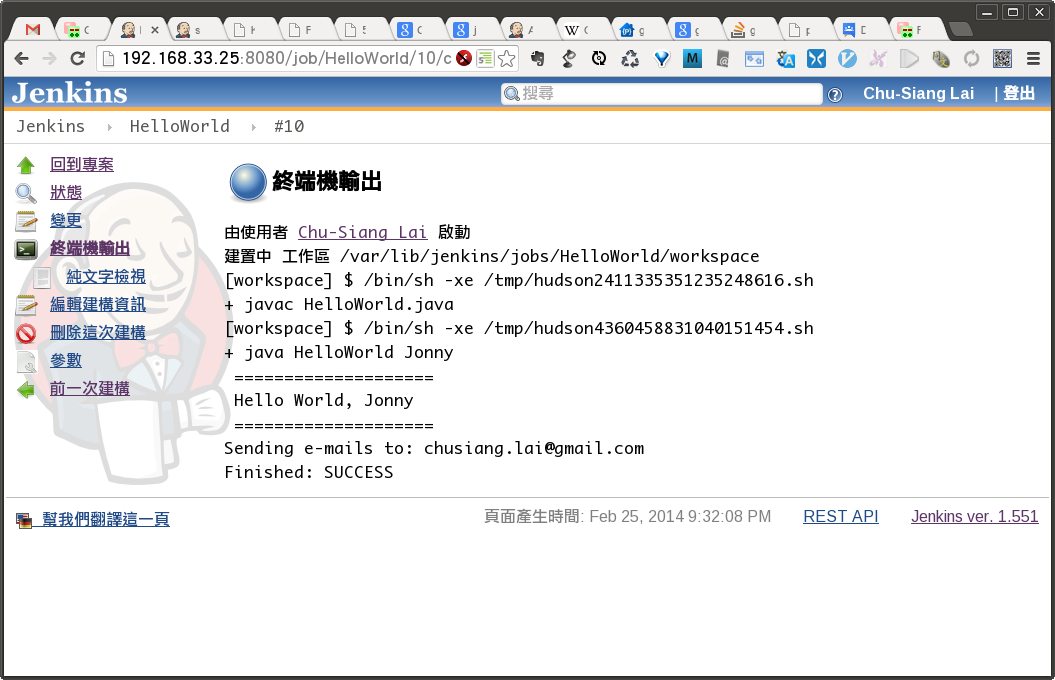 192.168.33.25:8080/job/HelloWorld/10/c
Jenkins
搜尋
Chu-Siang Lai
| 登出
Jenkins
HelloWorld
#10
回到專案
狀態
變更
終端機輸出
純文字檢視
編輯建構資訊
刪除這次建構
參數
前一次建構
終端機輸出
由使用者 Chu-Siang Lai 啟動
建置中 工作區 /var/lib/jenkins/jobs/HelloWorld/workspace
[workspace] $ /bin/sh -xe /tmp/hudson2411335351235248616.sh
+ javac HelloWorld.java
[workspace] $ /bin/sh -xe /tmp/hudson4360458831040151454.sh
+ java HelloWorld Jonny
====================
Hello World, Jonny
====================
Sending e-mails to: chusiang.lai@gmail.com
Finished: SUCCESS
幫我們翻譯這一頁
頁面產生時間: Feb 25, 2014 9:32:08 PM
REST API
Jenkins ver. 1.551